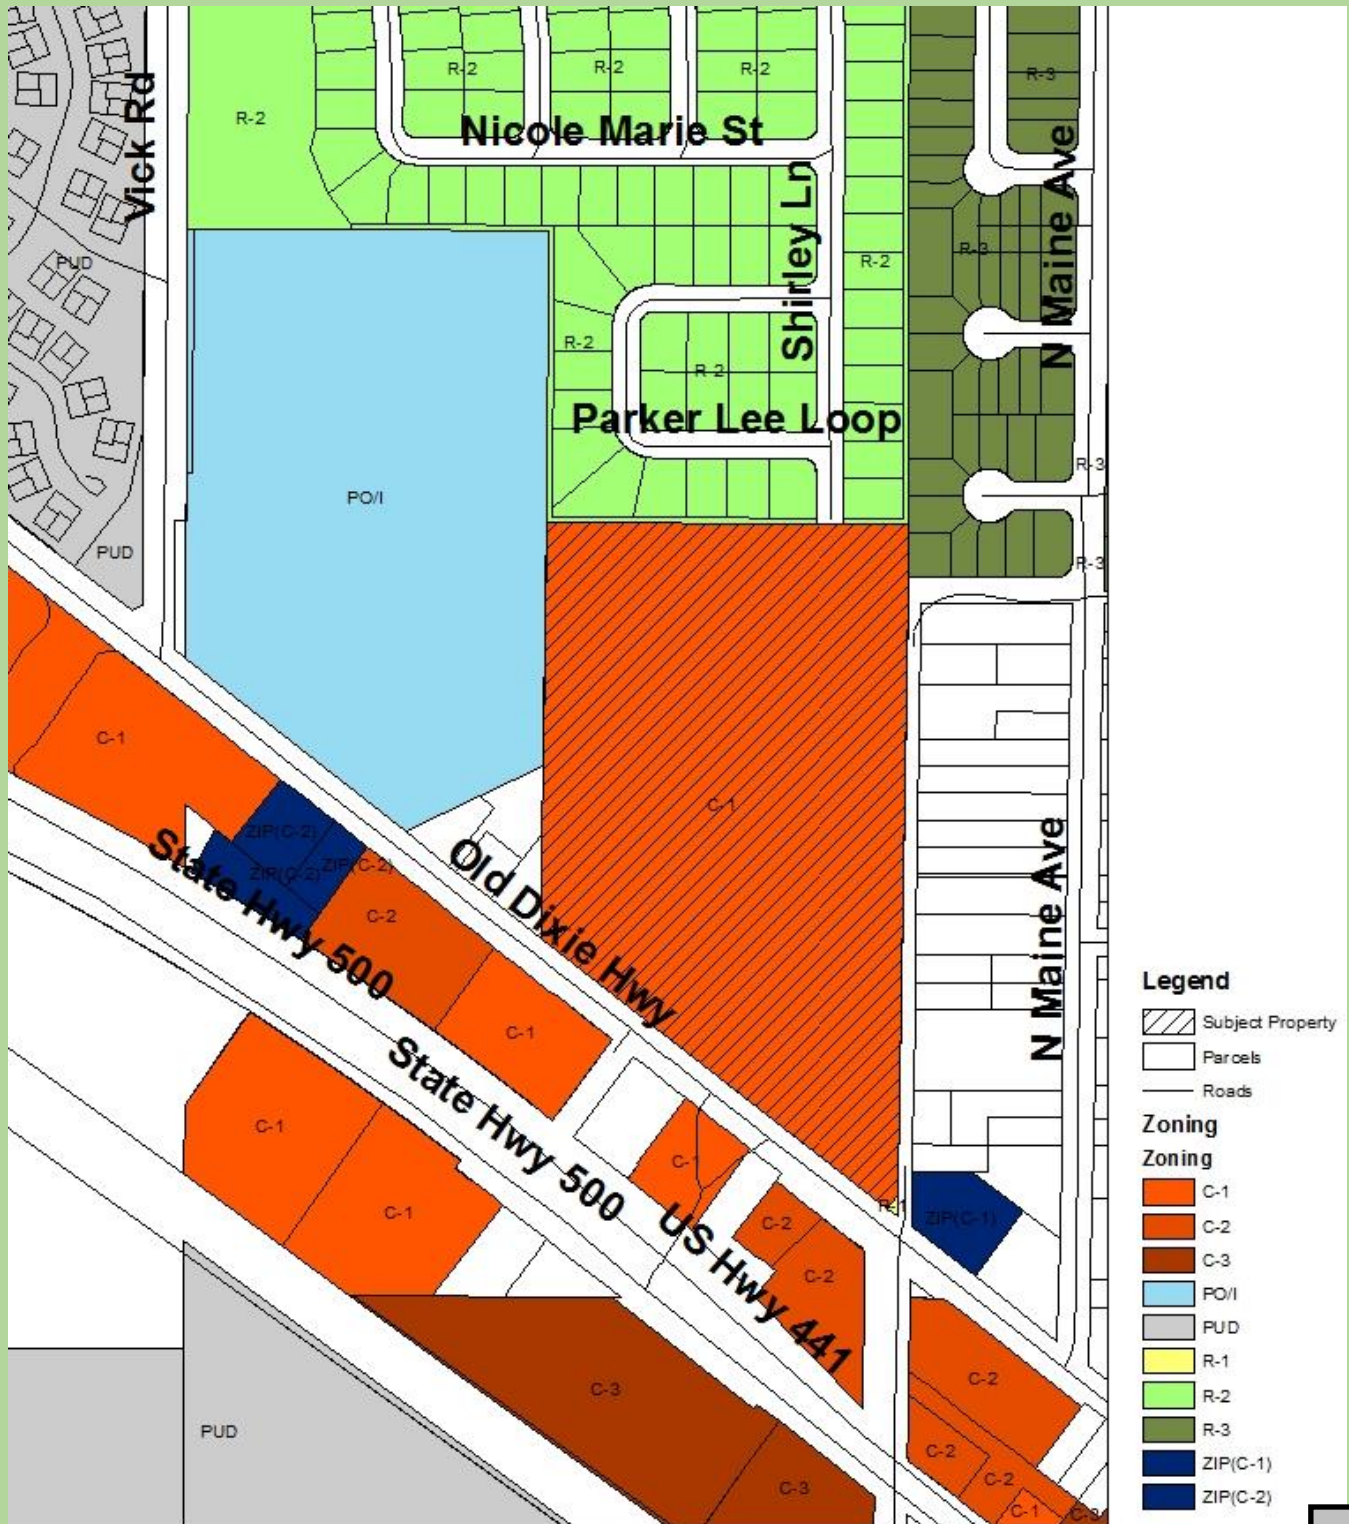 R-2
R-2
R-2
R-3
R-2
Nicole Marie St
Vick Rd
N Maine Ave
Shirley Ln
PUD
R-2
R-3
R-2
R-2
Parker Lee Loop
R-3
PO/I
PUD
R-3
C-1
C-1
ZIP(C-2)
ZIP(C-2)
ZIP(C-2)
State Hwy 500
Old Dixie Hwy
C-2
N Maine Ave
C-1
State Hwy 500
C-1
C-1
C-1
R-1
ZIP(C-1)
US Hwy 441
C-2
C-2
C-3
C-2
PUD
C-2
C-2
C-3
C-1
C-3
Legend
Subject Property
Parcels
Roads
Zoning
Zoning
C-1
C-2
C-3
PO/I
PUD
R-1
R-2
R-3
ZIP(C-1)
ZIP(C-2)